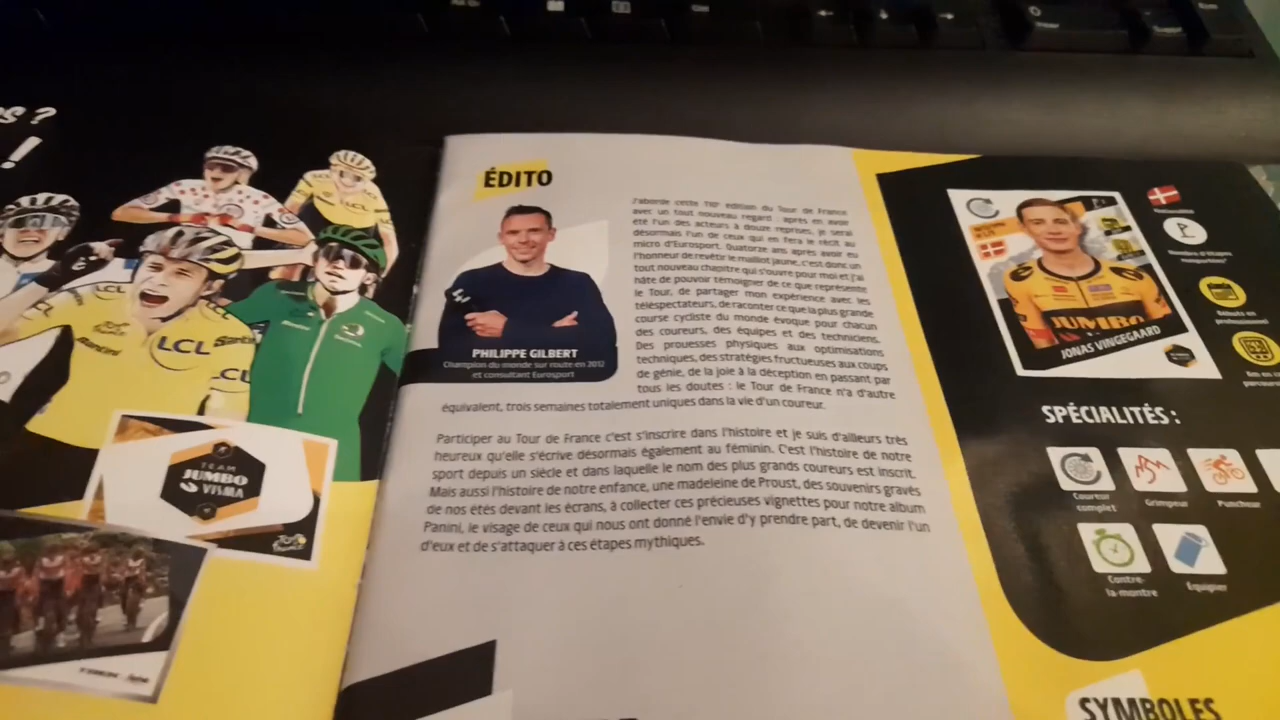 !
LCL
LCL
TEAM
JUMBO
VISMA
Tour
France
ÉDITO
PHILIPPE GILBERT
Champion du monde sur route en 2012
et consultant Eurosport
J'aborde cette 110e édition du Tour de France
avec un tout nouveau regard : après en avoir
été l'un des acteurs à douze reprises, je serai
désormais l'un de ceux qui en fera le récit au
micro d'Eurosport. Quatorze ans après avoir eu
l'honneur de revêtir le maillot jaune, c'est donc un
tout nouveau chapitre qui s'ouvre pour moi et j'ai
hâte de pouvoir témoigner de ce que représente
le Tour, de partager mon expérience avec les
téléspectateurs, de raconter ce que la plus grande
course cycliste du monde évoque pour chacun
des coureurs, des équipes et des techniciens.
Des prouesses physiques aux optimisations
techniques, des stratégies fructueuses aux coups
de génie, de la joie à la déception en passant par
tous les doutes : le Tour de France n'a d'autre
équivalent, trois semaines totalement uniques dans la vie d'un coureur.
Participer au Tour de France c'est s'inscrire dans l'histoire et je suis d'ailleurs très
heureux qu'elle s'écrive désormais également au féminin. C'est l'histoire de notre
sport depuis un siècle et dans laquelle le nom des plus grands coureurs est inscrit.
Mais aussi l'histoire de notre enfance, une madeleine de Proust, des souvenirs gravés
de nos étés devant les écrans, à collecter ces précieuses vignettes pour notre album
Panini, le visage de ceux qui nous ont donné l'envie d'y prendre part, de devenir l'un
d'eux et de s'attaquer à ces étapes mythiques.
JUMBO
JONAS VINGEGAARD
Nationalité
Nombre d'étapes
remportées
Débuts en
professionnel
SPÉCIALITÉS :
Coureur
complet
Grimpeur
Puncheur
Contre-
la-montre
Équipier
SYMBOLES